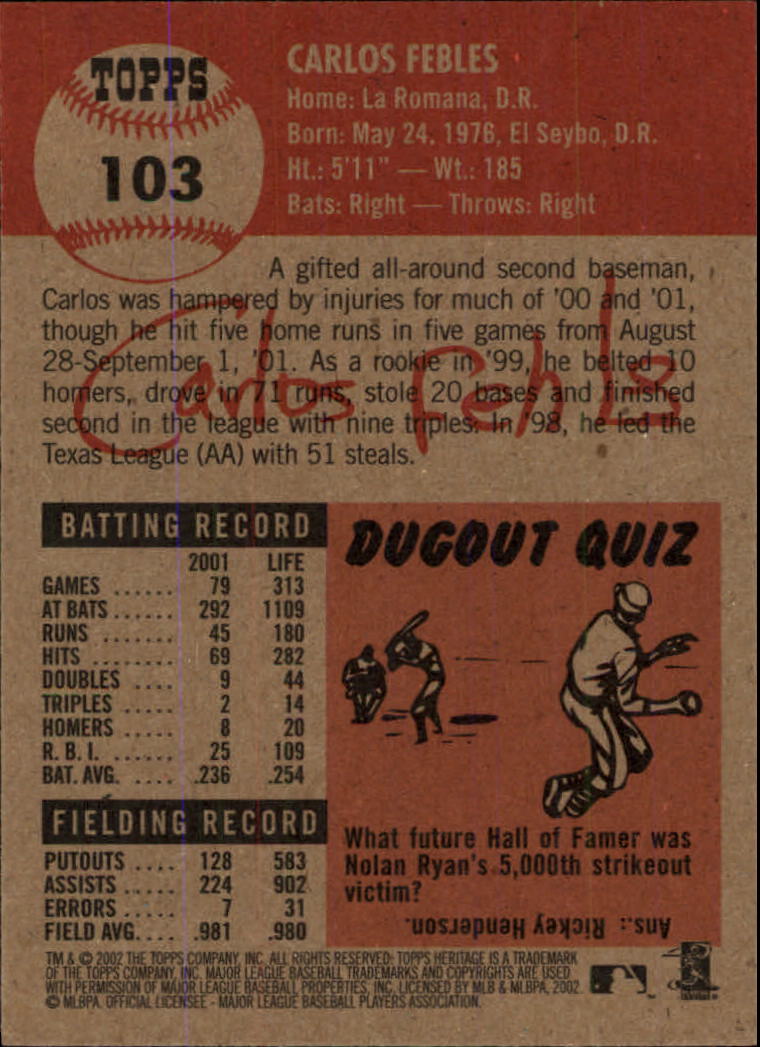 TOPPS
103
CARLOS FEBLES
Home: La Romana, D.R.
Born: May 24, 1976, El Seybo, D.R.
Ht.: 5'11" — Wt.: 185
Bats: Right — Throws: Right
A gifted all-around second baseman,
Carlos was hampered by injuries for much of '00 and '01,
though he hit five home runs in five games from August
28-September 1, '01. As a rookie in '99, he belted 10
homers, drove in 71 runs, stole 20 bases and finished
second in the league with nine triples. In '98, he led the
Texas League (AA) with 51 steals.
Carlos Febles
BATTING RECORD
2001 LIFE
GAMES ...... 79 313
AT BATS ...... 292 1109
RUNS ....... 45 180
HITS ........ 69 282
DOUBLES .... 9 44
TRIPLES ..... 2 14
HOMERS ..... 8 20
R.B.I. ....... 25 109
BAT. AVG. .... .236 .254
FIELDING RECORD
PUTOUTS .... 128 583
ASSISTS ..... 224 902
ERRORS ..... 7 31
FIELD AVG. ... .981 .980
DUGOUT QUIZ
What future Hall of Famer was
Nolan Ryan's 5,000th strikeout
victim?
Ans.: Rickey Henderson.
TM & © 2002 THE TOPPS COMPANY, INC. ALL RIGHTS RESERVED. TOPPS HERITAGE IS A TRADEMARK
OF THE TOPPS COMPANY, INC. MAJOR LEAGUE BASEBALL TRADEMARKS AND COPYRIGHTS ARE USED
WITH PERMISSION OF MAJOR LEAGUE BASEBALL PROPERTIES, INC. LICENSED BY MLB & MLBPA, 2002.
© MLBPA. OFFICIAL LICENSEE - MAJOR LEAGUE BASEBALL PLAYERS ASSOCIATION.